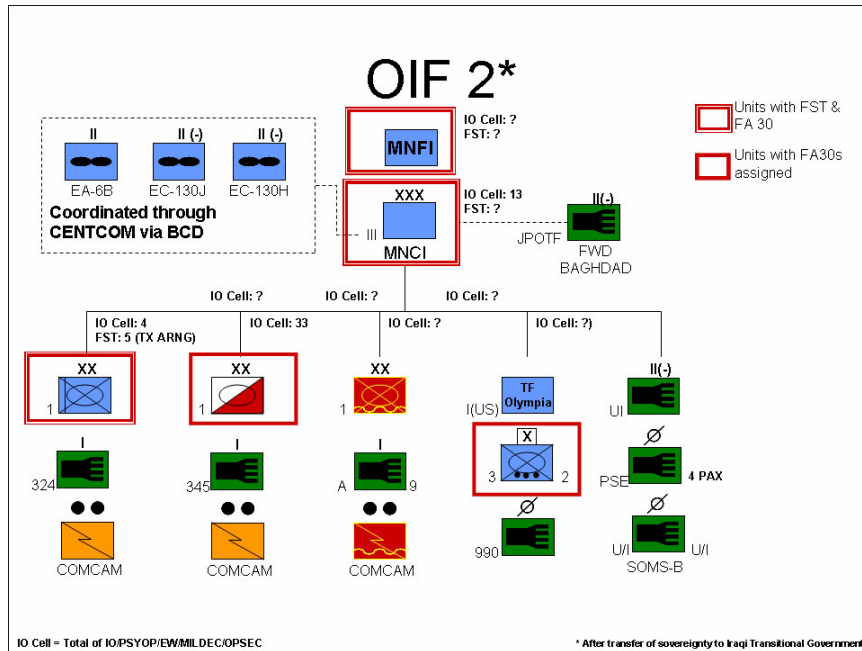 OIF 2*
IO Cell: ?
FST: ?
MNFI
Units with FST &
FA 30
Units with FA30s
assigned
II
II (-)
II (-)
EA-6B
EC-130J
EC-130H
Coordinated through
CENTCOM via BCD
XXX
IO Cell: 13
FST: ?
III
MNCI
II(-)
JPOTF
FWD
BAGHDAD
IO Cell: ?
IO Cell: ?
IO Cell: ?
IO Cell: 4
FST: 5 (TX ARNG)
IO Cell: 33
IO Cell: ?
IO Cell: ?)
XX
1
XX
1
XX
1
TF
Olympia
I(US)
II(-)
UI
I
324
I
345
I
A
9
X
3
2
PSE
4 PAX
COMCAM
COMCAM
COMCAM
990
U/I
U/I
SOMS-B
IO Cell = Total of IO/PSYOP/EW/MILDEC/OPSEC
* After transfer of sovereignty to Iraqi Transitional Government